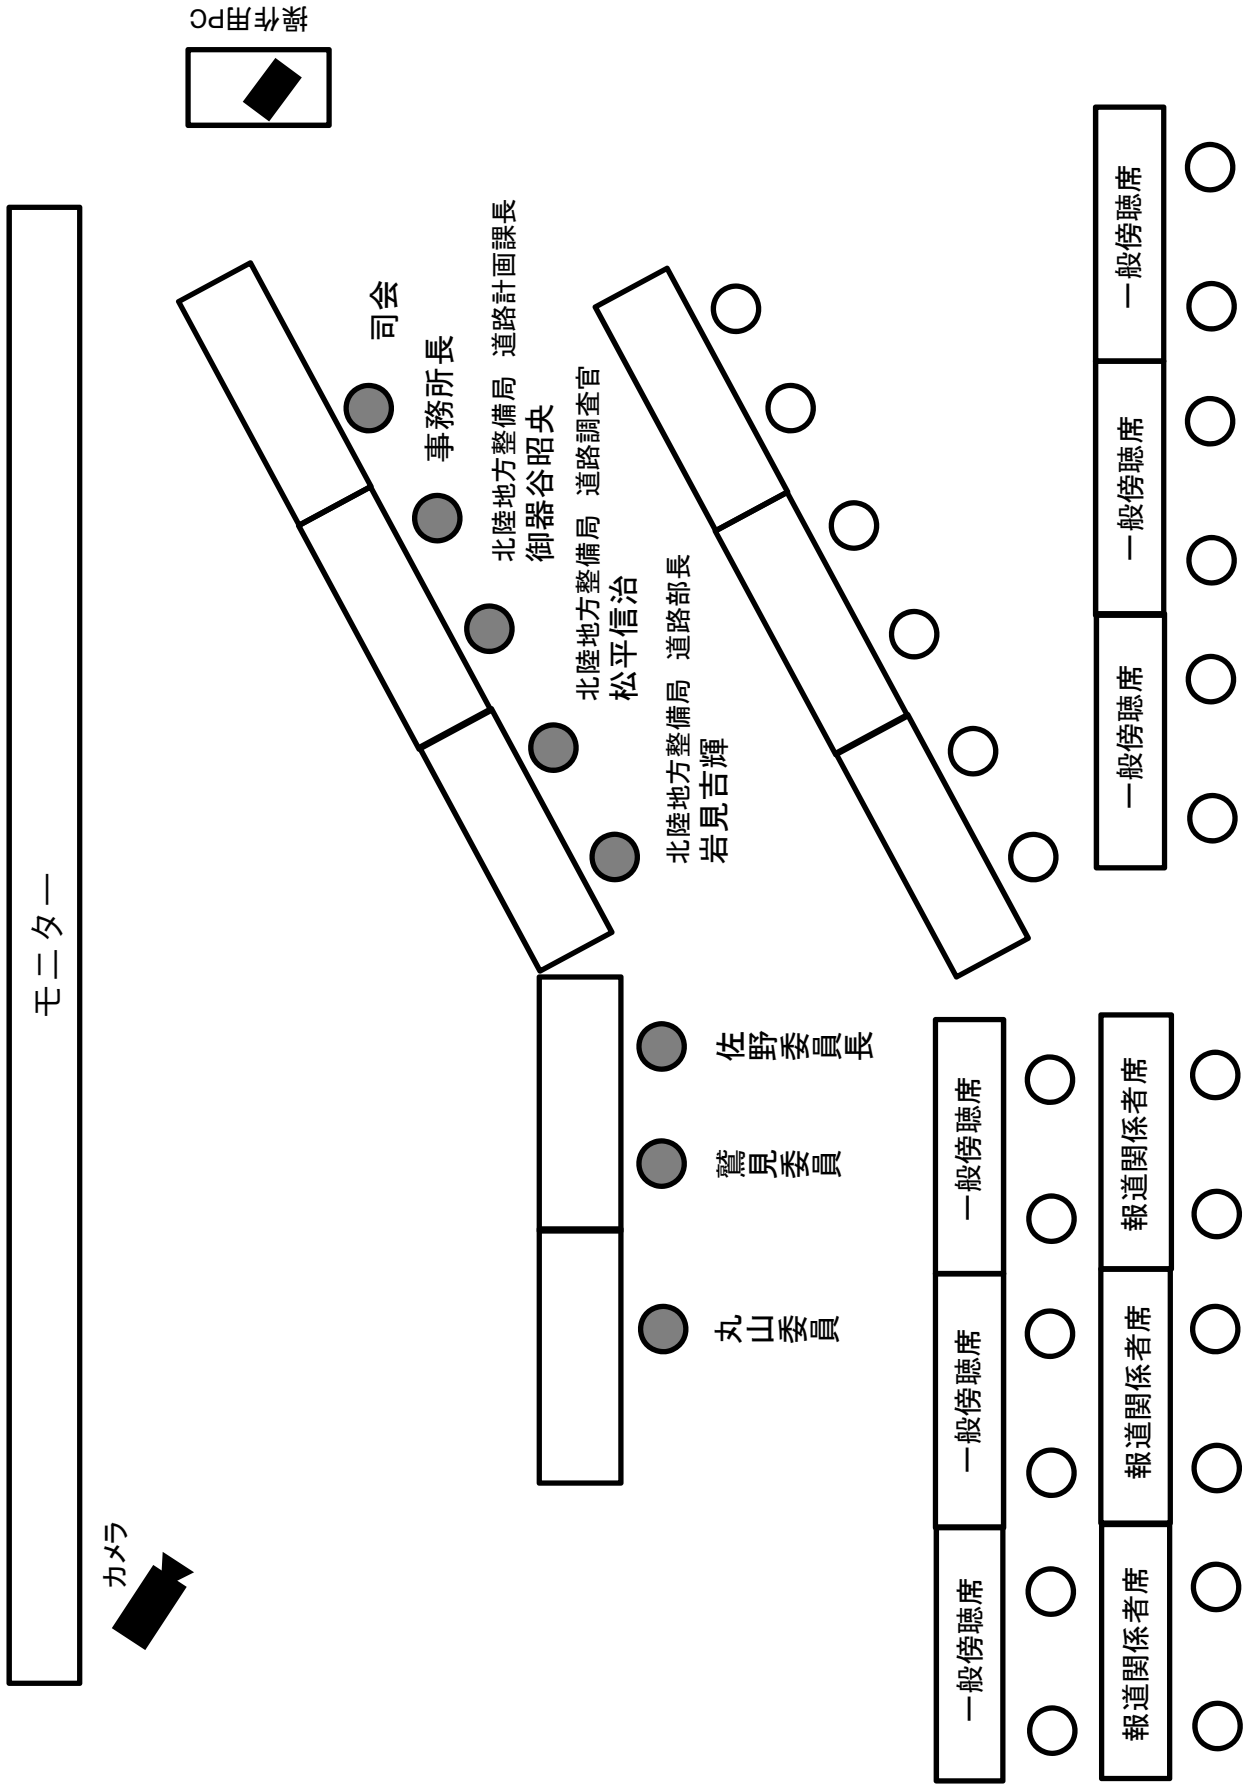 モニター
カメラ
操作用PC
司会
事務所長
北陸地方整備局 道路計画課長
御器谷昭央
北陸地方整備局 道路調査官
松平信治
北陸地方整備局 道路部長
岩見吉輝
佐野委員長
鷲見委員
丸山委員
一般傍聴席
一般傍聴席
一般傍聴席
一般傍聴席
一般傍聴席
一般傍聴席
報道関係者席
報道関係者席
報道関係者席